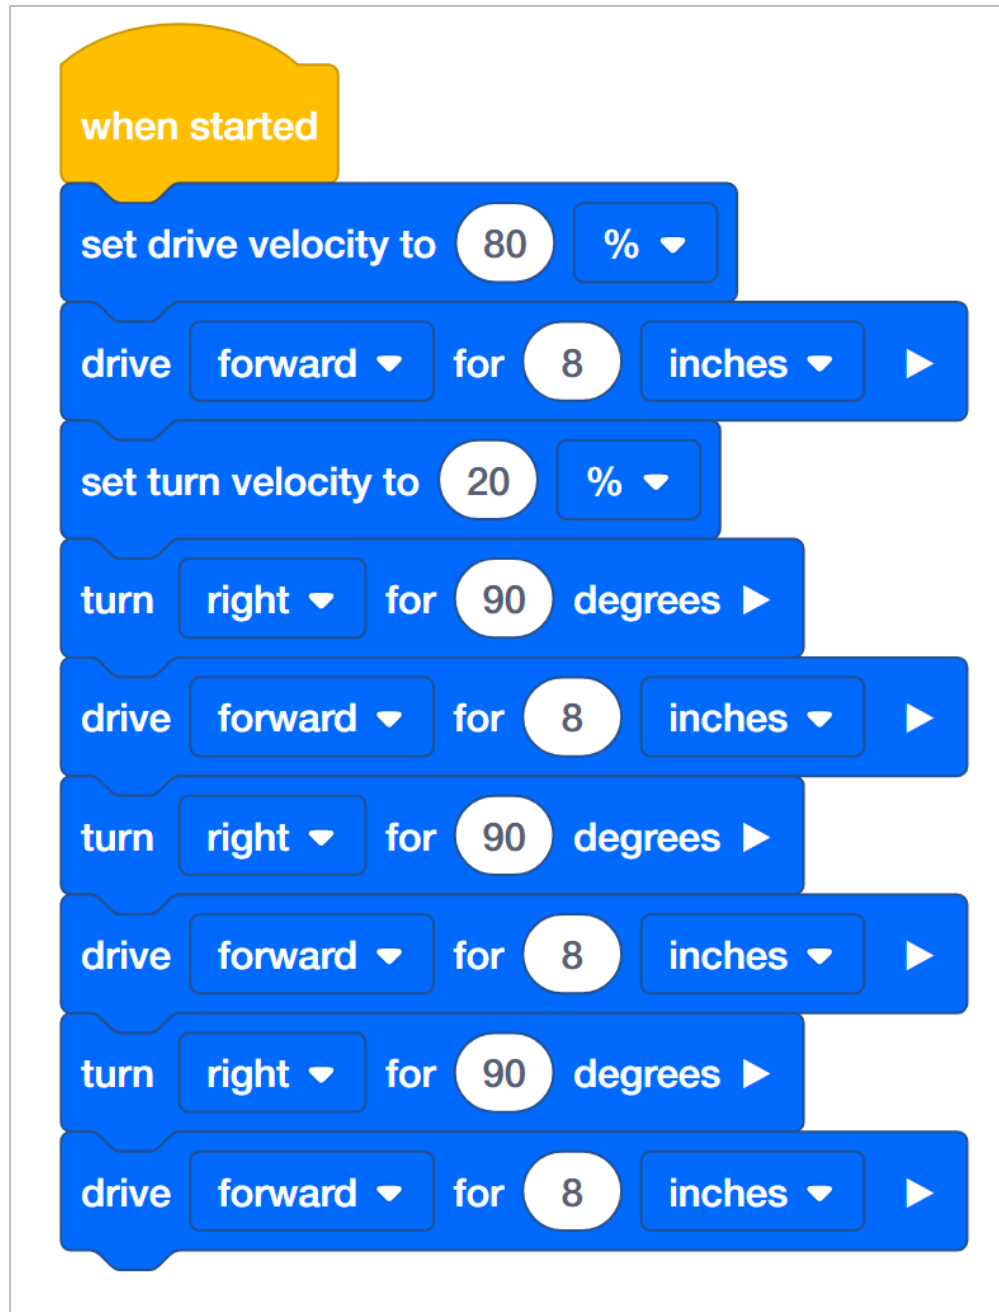 when started
set drive velocity to 80 %
drive forward for 8 inches
set turn velocity to 20 %
turn right for 90 degrees
drive forward for 8 inches
turn right for 90 degrees
drive forward for 8 inches
turn right for 90 degrees
drive forward for 8 inches